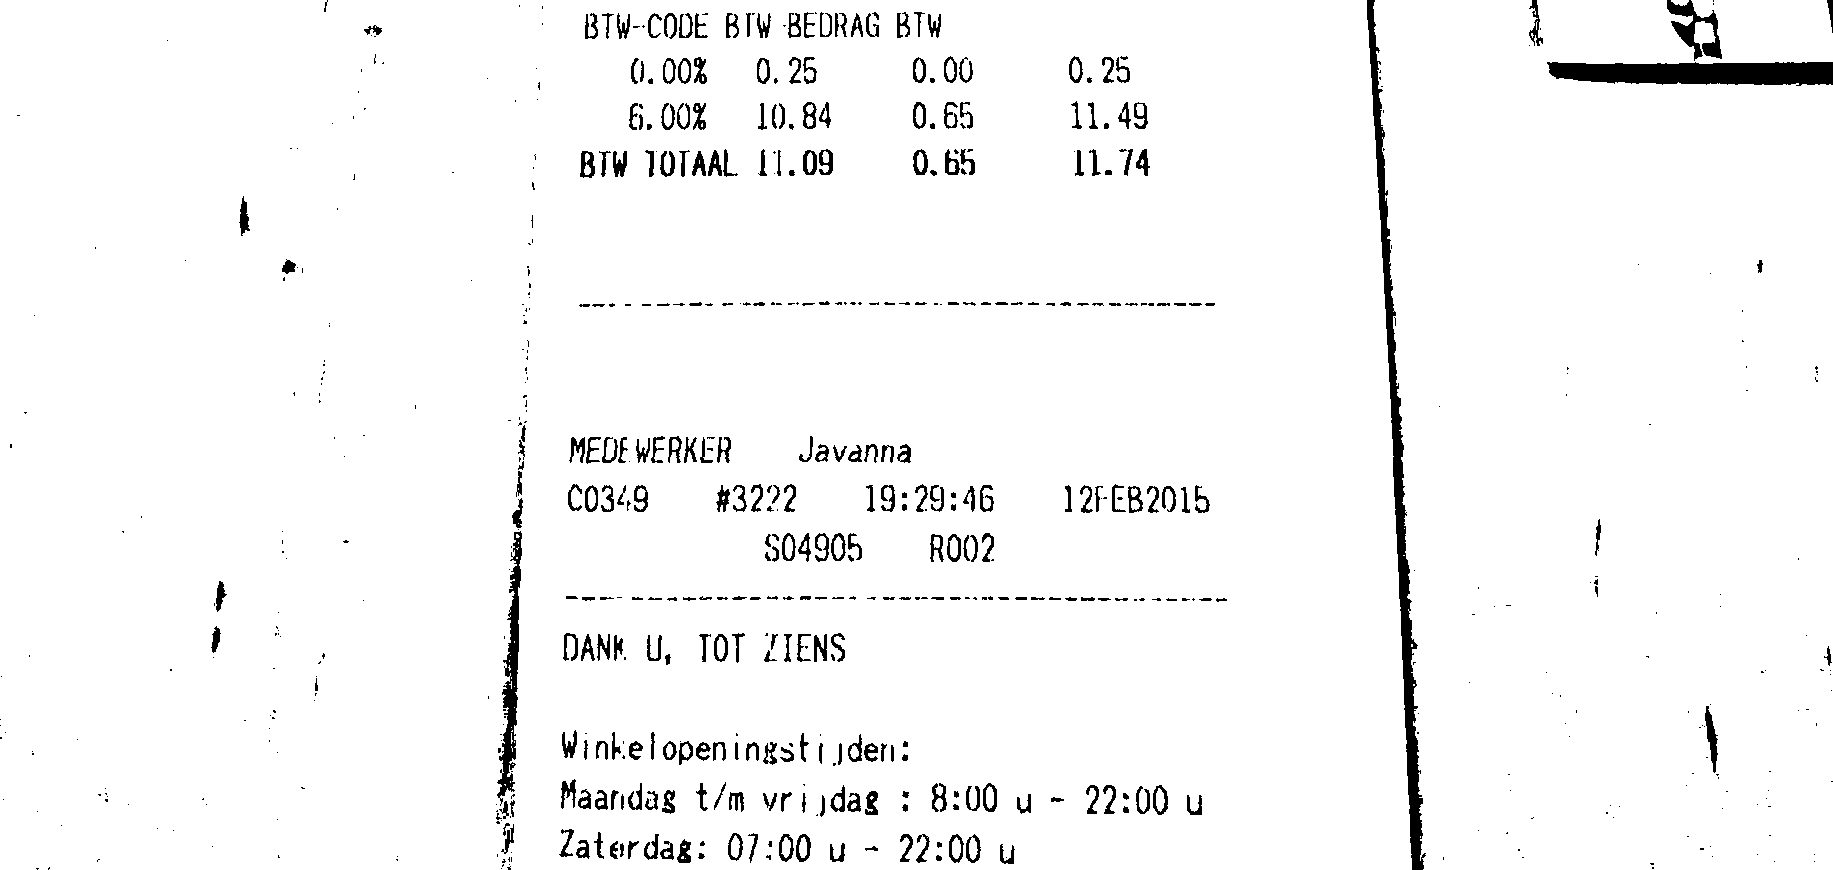 BTW-CODE BTW BEDRAG BTW
0.00% 0.25 0.00 0.25
6.00% 10.84 0.65 11.49
BTW TOTAAL 11.09 0.65 11.74
MEDEWERKER Javanna
C0349 #3222 19:29:46 12FEB2015
S04905 R002
DANK U, TOT ZIENS
Winkelopeningstijden:
Maandag t/m vrijdag : 8:00 u - 22:00 u
Zaterdag: 07:00 u - 22:00 u